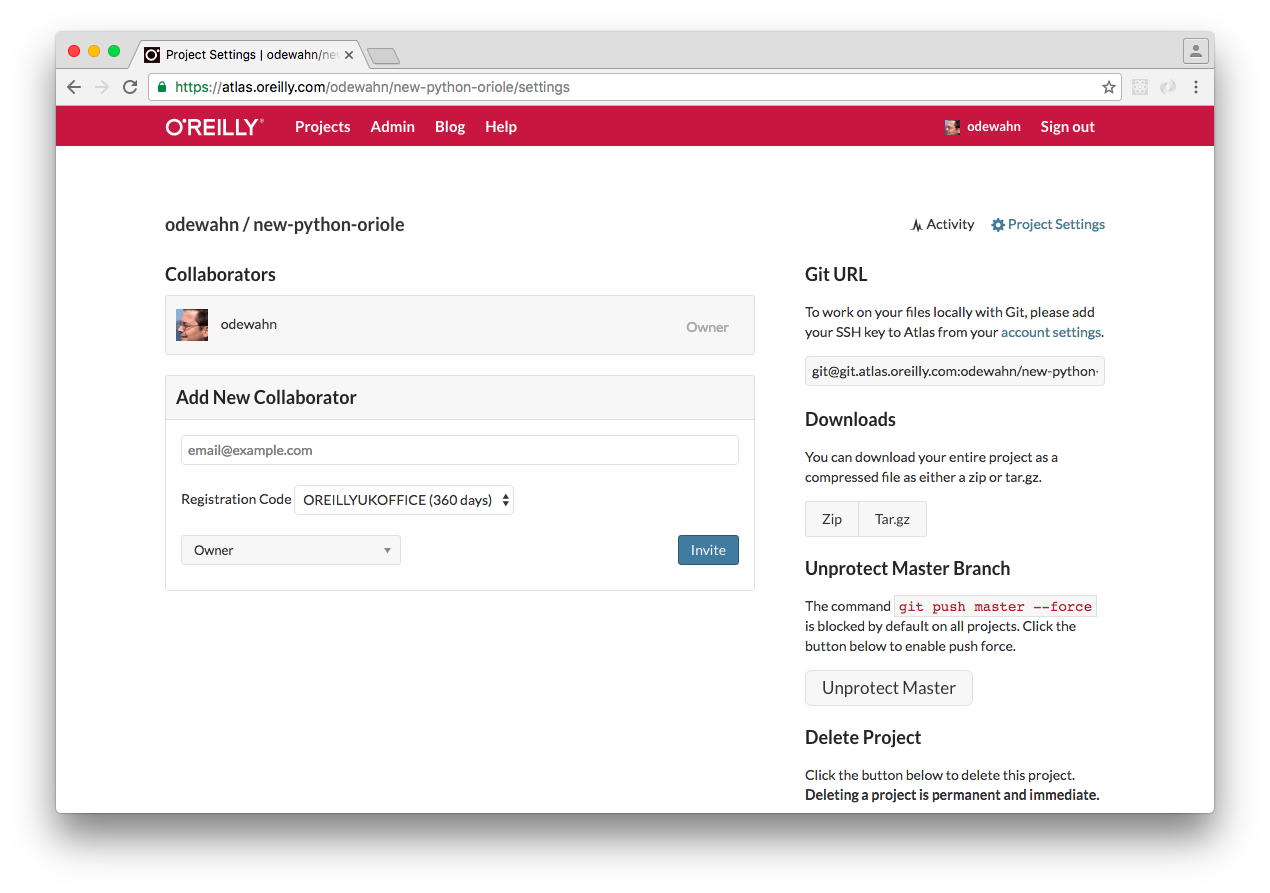 Project Settings | odewahn/ne
https://atlas.oreilly.com/odewahn/new-python-oriole/settings
O'REILLY® Projects Admin Blog Help odewahn Sign out
odewahn / new-python-oriole
Activity Project Settings
Collaborators
odewahn
Owner
Add New Collaborator
email@example.com
Registration Code OREILLYUKOFFICE (360 days)
Owner
Invite
Git URL
To work on your files locally with Git, please add
your SSH key to Atlas from your account settings.
git@git.atlas.oreilly.com:odewahn/new-python-
Downloads
You can download your entire project as a
compressed file as either a zip or tar.gz.
Zip Tar.gz
Unprotect Master Branch
The command git push master --force
is blocked by default on all projects. Click the
button below to enable push force.
Unprotect Master
Delete Project
Click the button below to delete this project.
Deleting a project is permanent and immediate.